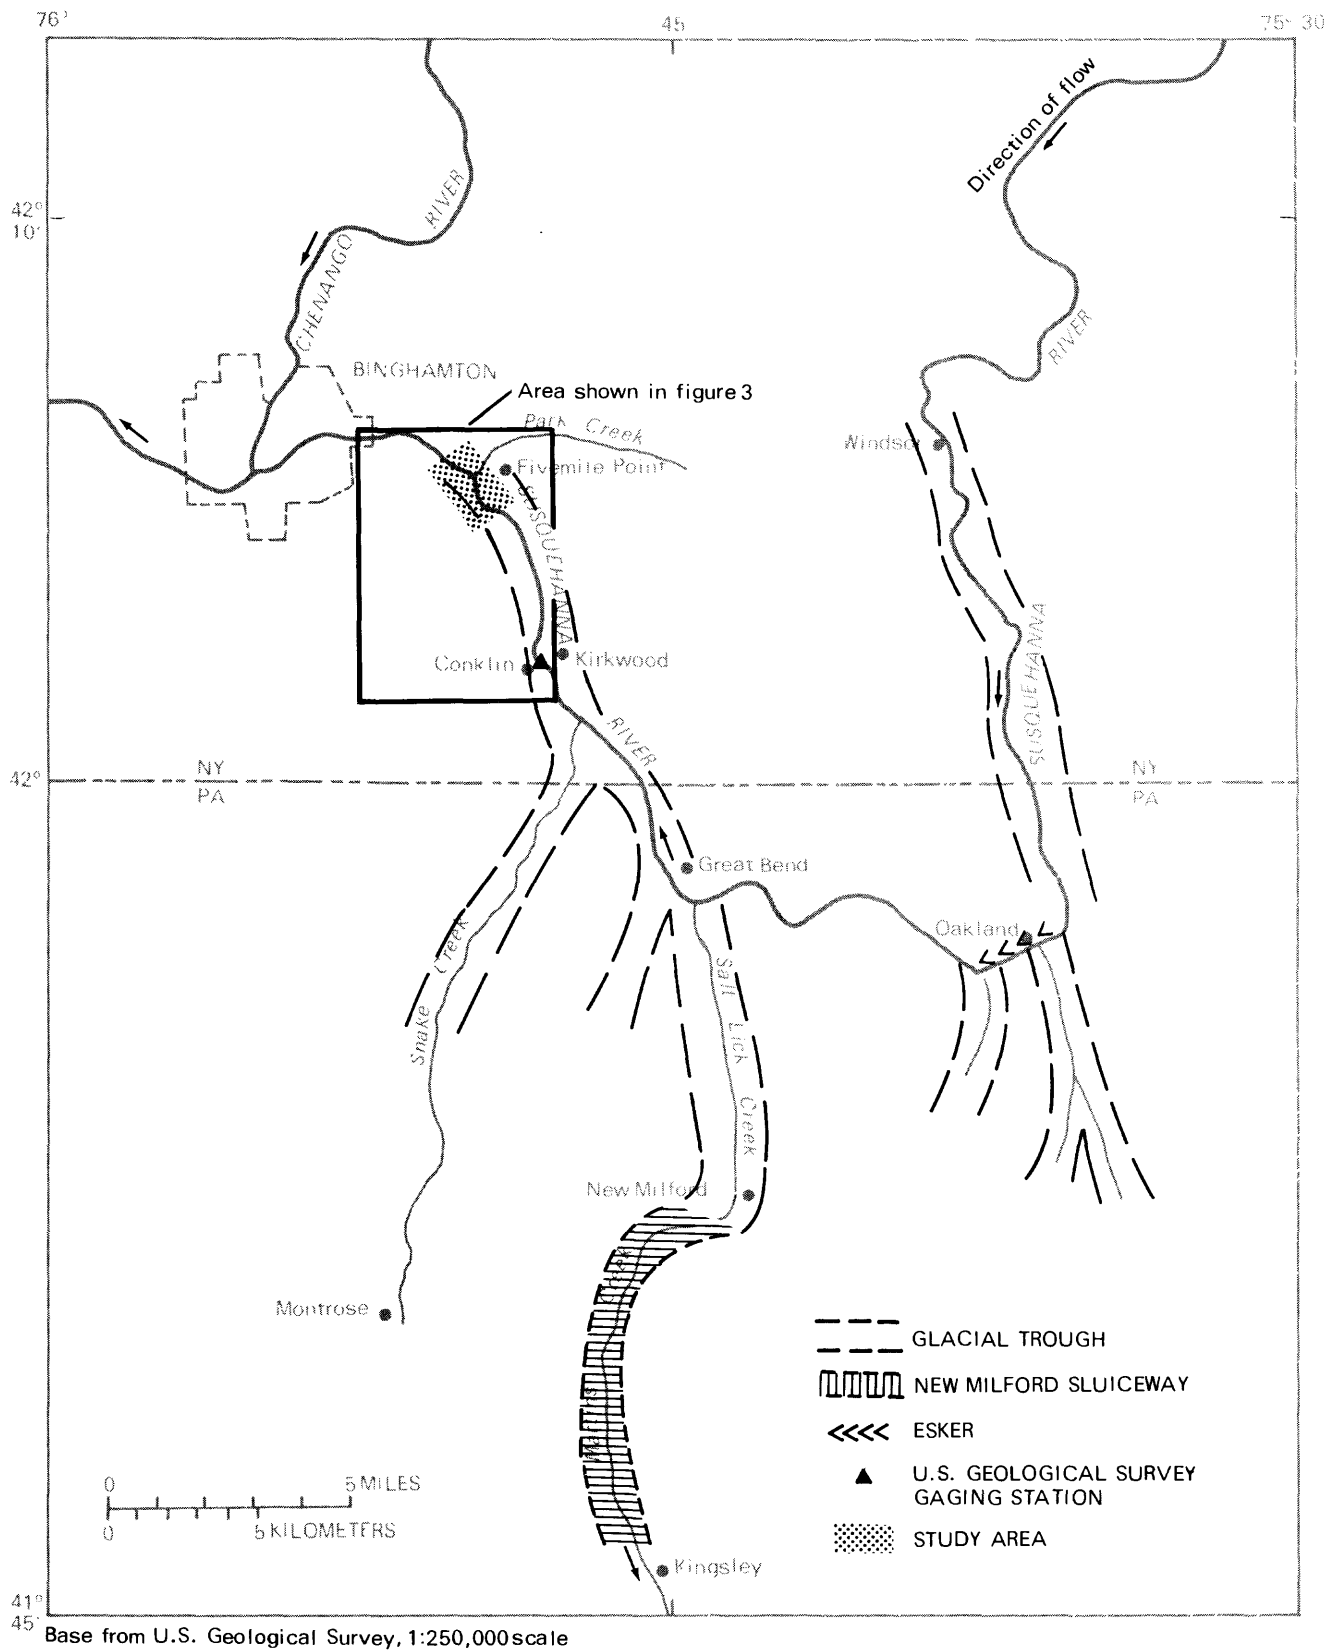 76°
45
75° 30
Direction of flow
42°
10'
RIVER
CHENANGO
RIVER
BINGHAMTON
Area shown in figure 3
Park Creek
Windsor
Fivemile Point
SUSQUEHANNA
SUSQUEHANNA
Conklin
Kirkwood
RIVER
42°
NY
PA
NY
PA
Great Bend
Oakland
Snake Creek
Salt Lick Creek
New Milford
Martins Creek
Montrose
Kingsley
GLACIAL TROUGH
NEW MILFORD SLUICEWAY
ESKER
U.S. GEOLOGICAL SURVEY
GAGING STATION
STUDY AREA
0
5 MILES
0
5 KILOMETERS
41°
45'
Base from U.S. Geological Survey, 1:250,000 scale